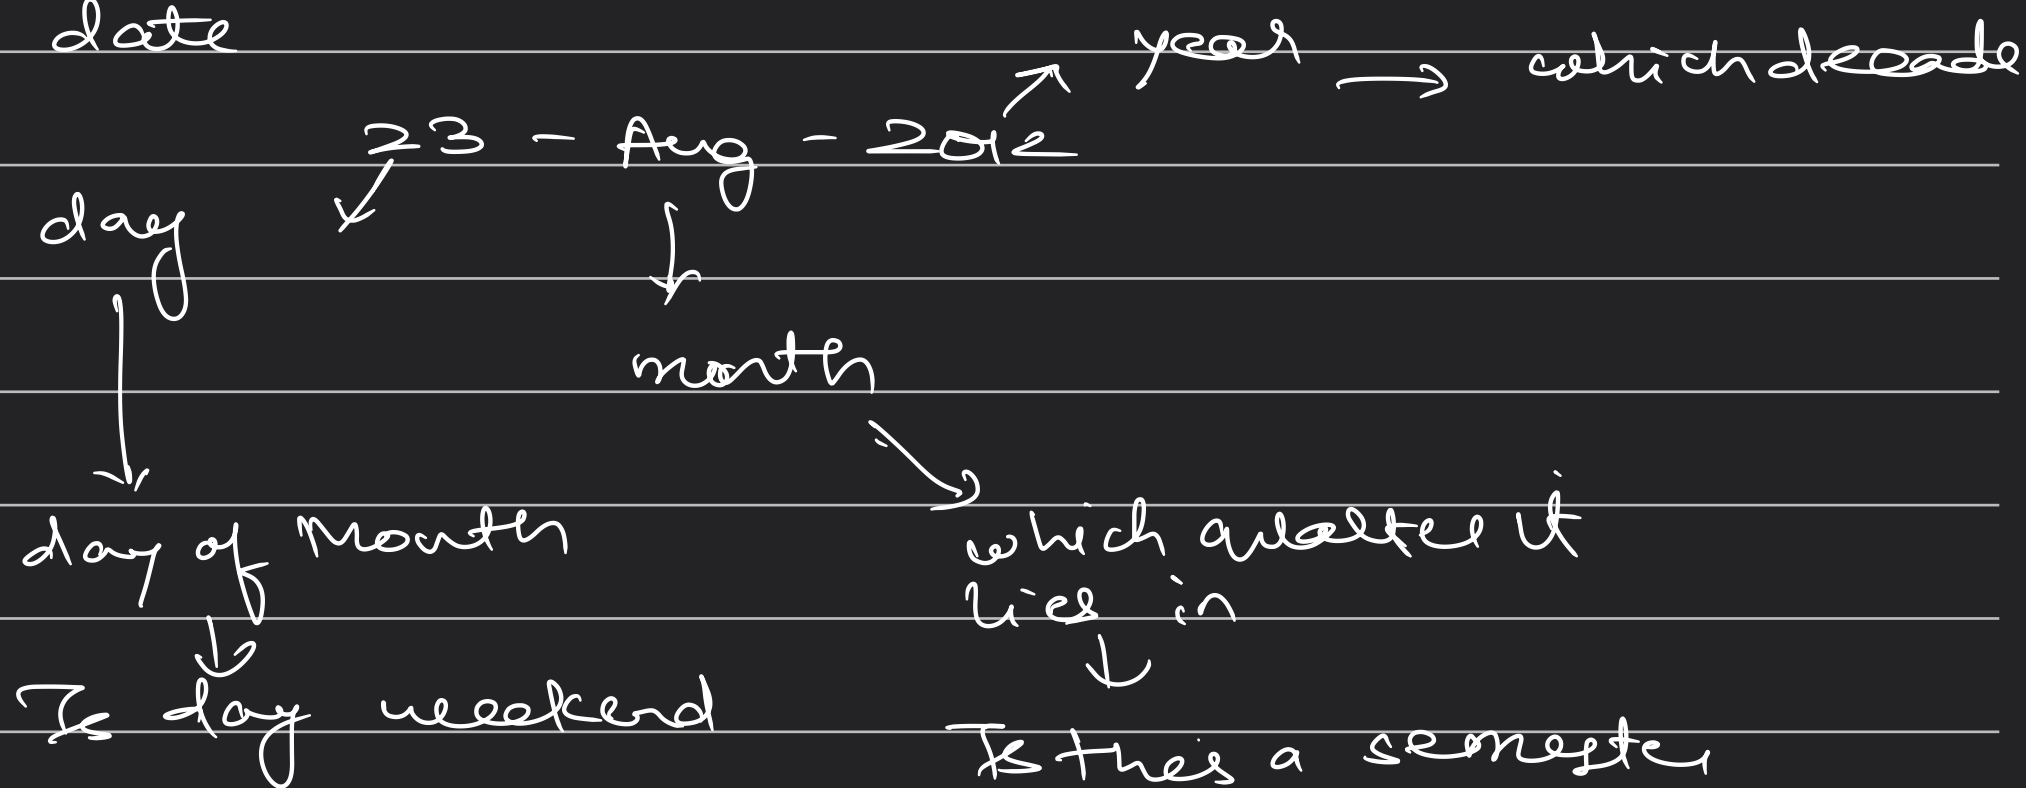 date
year → which decade
23 - Aug - 2012
day
month
day of Month
which quarter it
lies in
Is day weekend
Is this a semester